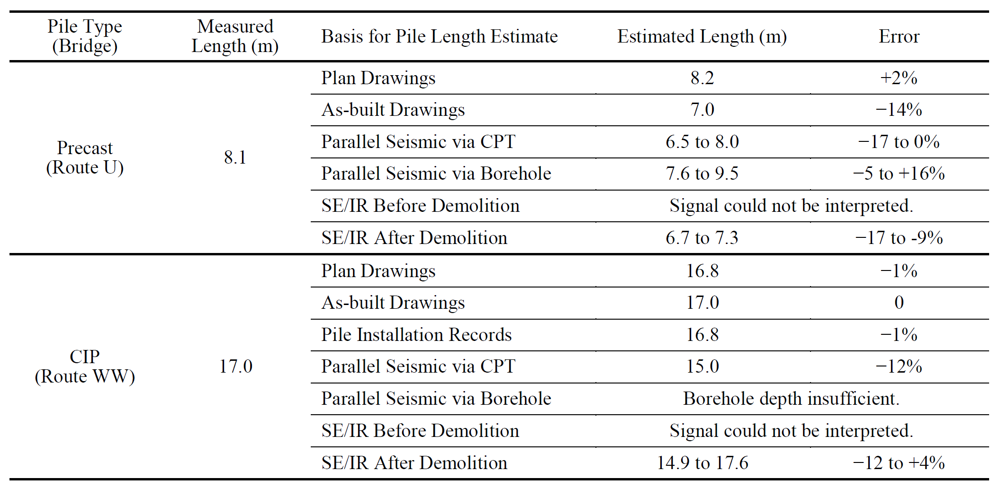 Pile Type (Bridge) Measured Length (m) Basis for Pile Length Estimate Estimated Length (m) Error
Precast (Route U) 8.1
Plan Drawings 8.2 +2%
As-built Drawings 7.0 −14%
Parallel Seismic via CPT 6.5 to 8.0 −17 to 0%
Parallel Seismic via Borehole 7.6 to 9.5 −5 to +16%
SE/IR Before Demolition Signal could not be interpreted.
SE/IR After Demolition 6.7 to 7.3 −17 to -9%
CIP (Route WW) 17.0
Plan Drawings 16.8 −1%
As-built Drawings 17.0 0
Pile Installation Records 16.8 −1%
Parallel Seismic via CPT 15.0 −12%
Parallel Seismic via Borehole Borehole depth insufficient.
SE/IR Before Demolition Signal could not be interpreted.
SE/IR After Demolition 14.9 to 17.6 −12 to +4%